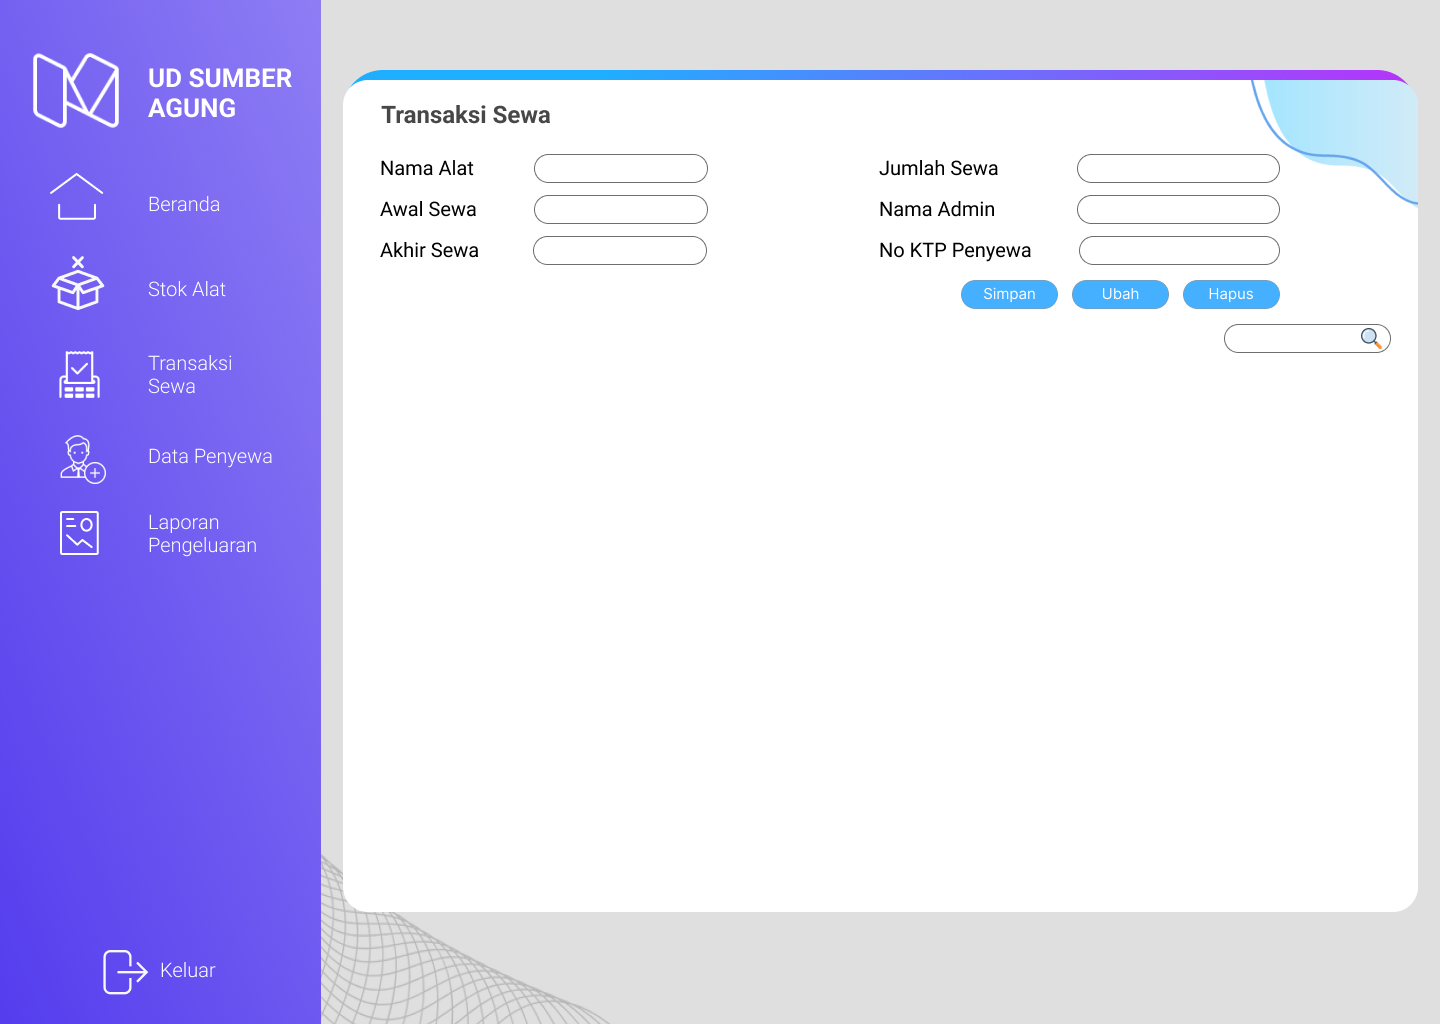 UD SUMBER
AGUNG
Beranda
Stok Alat
Transaksi
Sewa
Data Penyewa
Laporan
Pengeluaran
Keluar
Transaksi Sewa
Nama Alat
Jumlah Sewa
Awal Sewa
Nama Admin
Akhir Sewa
No KTP Penyewa
Simpan Ubah Hapus